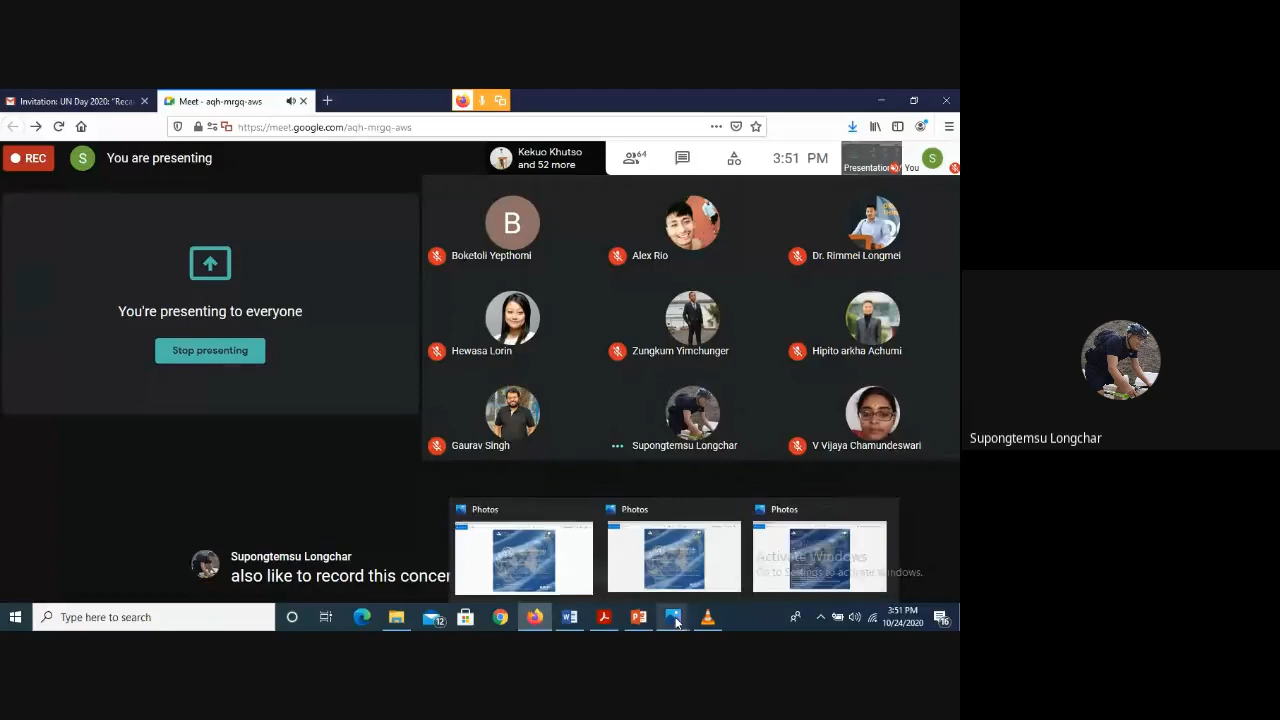 Invitation: UN Day 2020: "Reca
Meet - aqh-mrgq-aws
https://meet.google.com/aqh-mrgq-aws
REC
S
You are presenting
Kekuo Khutso
and 52 more
64
3:51 PM
Presentation
You
S
B
Boketoli Yepthomi
Alex Rio
Dr. Rimmei Longmei
You're presenting to everyone
Stop presenting
Hewasa Lorin
Zungkum Yimchunger
Hipito arkha Achumi
Gaurav Singh
Supongtemsu Longchar
V Vijaya Chamundeswari
Supongtemsu Longchar
Photos
Photos
Photos
Supongtemsu Longchar
also like to record this concer
Activate Windows
Go to Settings to activate Windows.
Type here to search
12
3:51 PM
10/24/2020
16